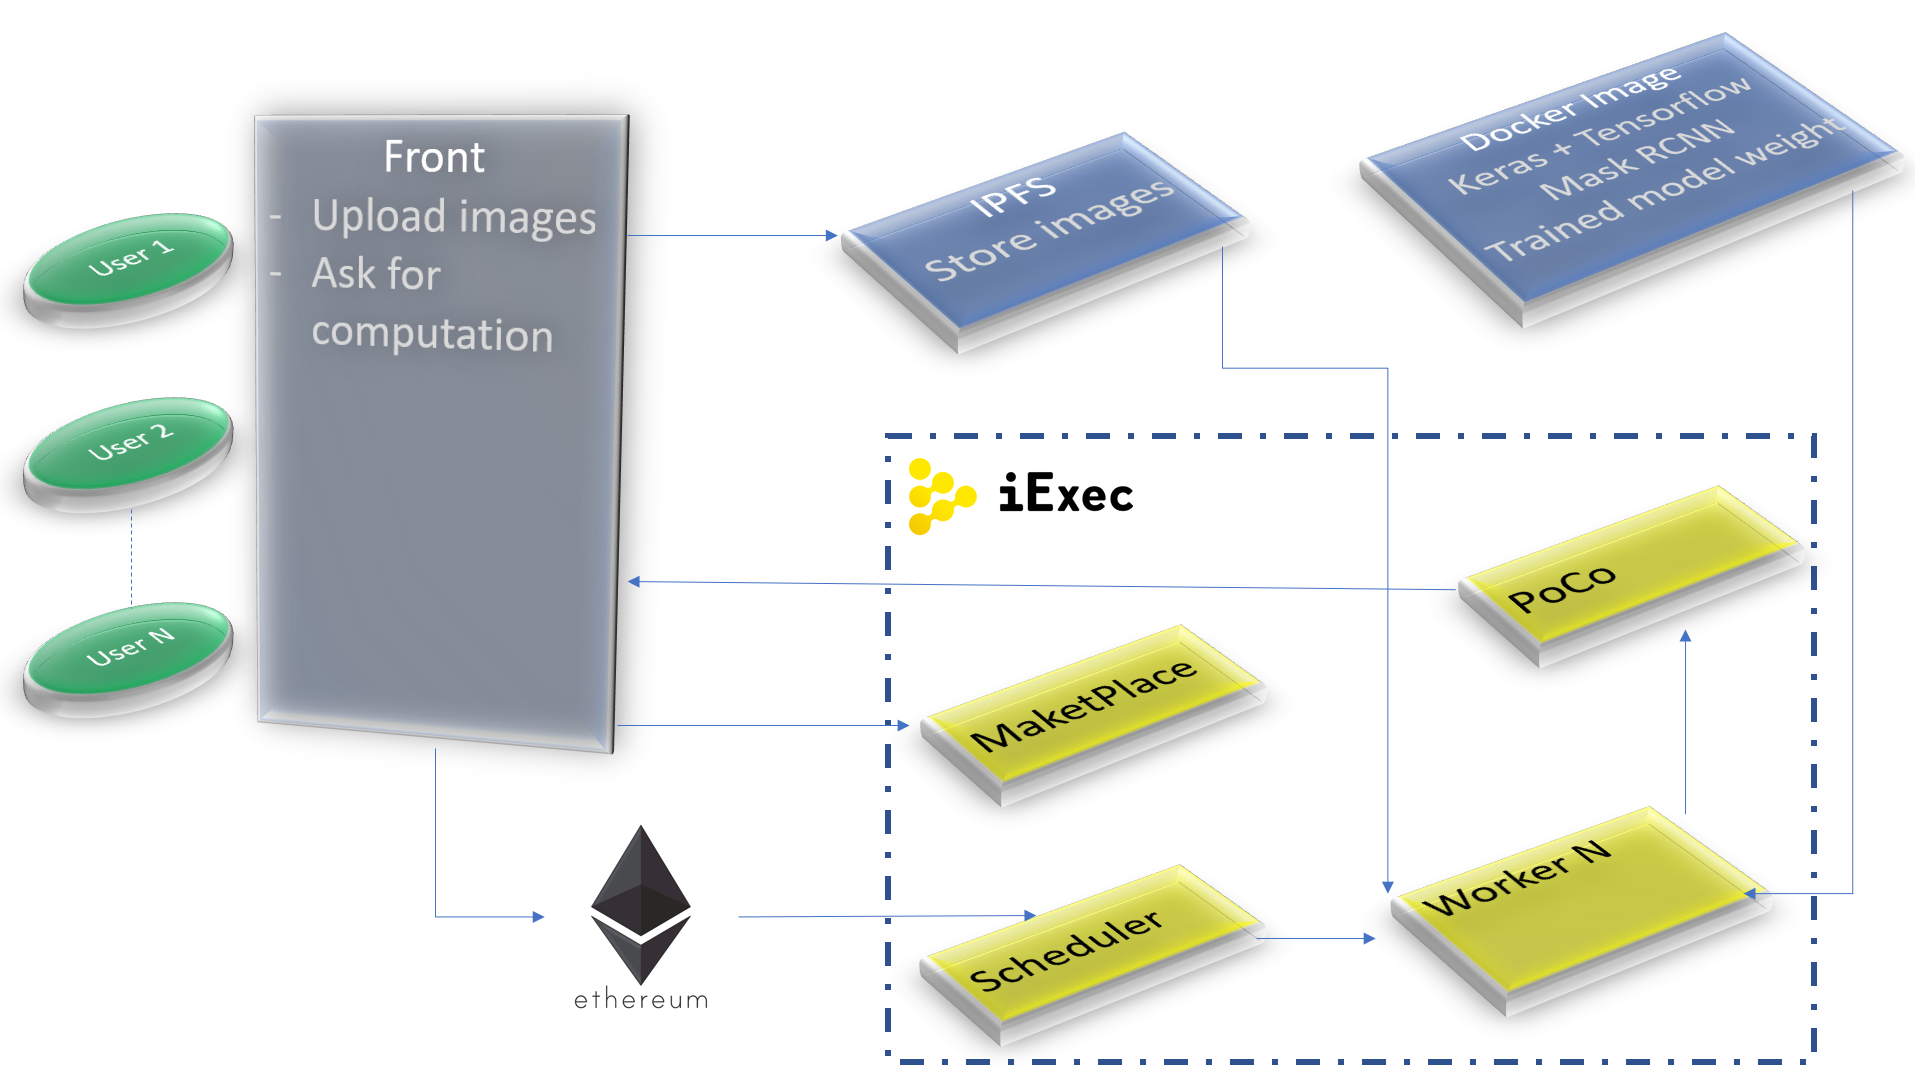 User 1
User 2
User N
Front
- Upload images
- Ask for
computation
IPFS
Store images
Docker Image
Keras + Tensorflow
Mask RCNN
Trained model weight
iExec
PoCo
MaketPlace
Scheduler
Worker N
ethereum